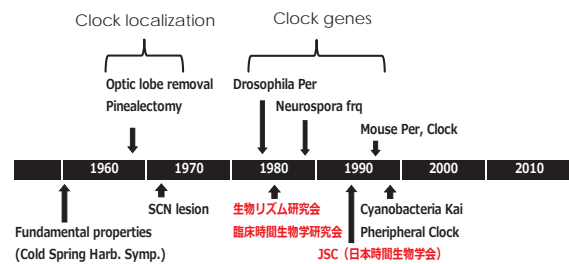 Clock localization
Clock genes
Optic lobe removal
Pinealectomy
Drosophila Per
Neurospora frq
Mouse Per, Clock
1960 1970 1980 1990 2000 2010
SCN lesion
生物リズム研究会
臨床時間生物学研究会
Cyanobacteria Kai
Pheripheral Clock
Fundamental properties
(Cold Spring Harb. Symp.)
JSC（日本時間生物学会）